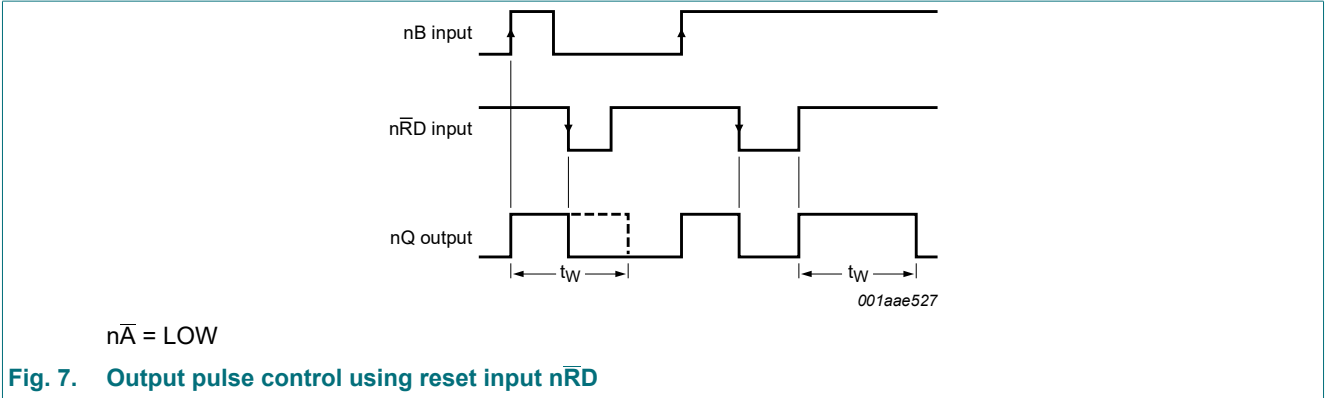 nB input
nR̅D input
nQ output
tW
tW
001aae527
nA̅ = LOW
Fig. 7. Output pulse control using reset input nR̅D